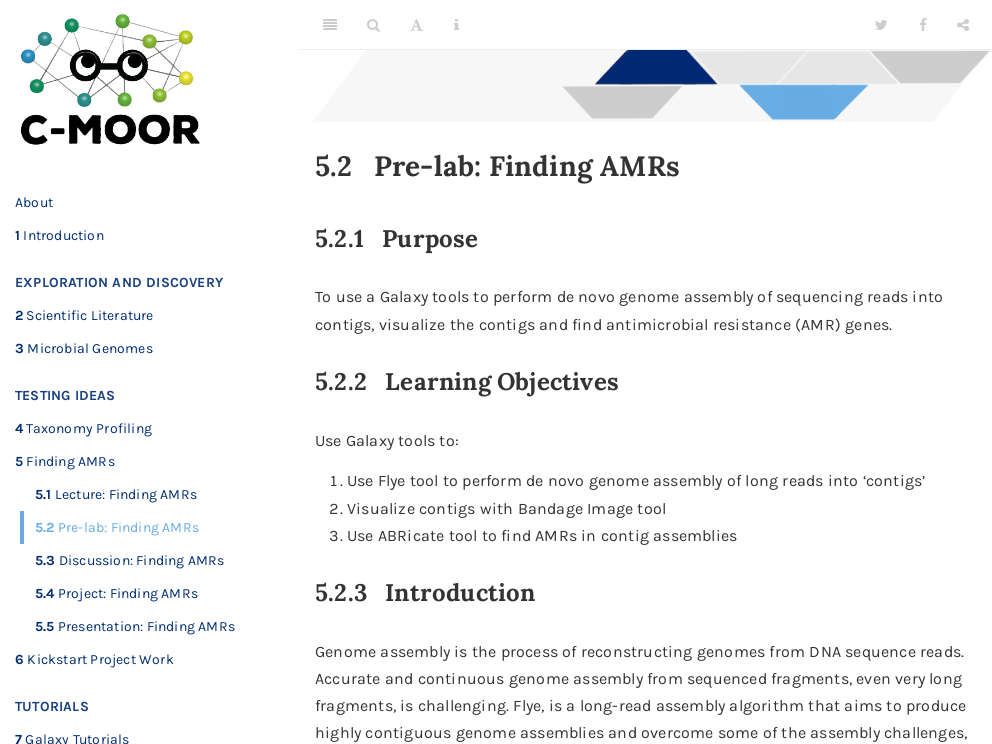 C-MOOR
About
1 Introduction
EXPLORATION AND DISCOVERY
2 Scientific Literature
3 Microbial Genomes
TESTING IDEAS
4 Taxonomy Profiling
5 Finding AMRs
5.1 Lecture: Finding AMRs
5.2 Pre-lab: Finding AMRs
5.3 Discussion: Finding AMRs
5.4 Project: Finding AMRs
5.5 Presentation: Finding AMRs
6 Kickstart Project Work
TUTORIALS
7 Galaxy Tutorials
5.2 Pre-lab: Finding AMRs
5.2.1 Purpose
To use a Galaxy tools to perform de novo genome assembly of sequencing reads into
contigs, visualize the contigs and find antimicrobial resistance (AMR) genes.
5.2.2 Learning Objectives
Use Galaxy tools to:
1. Use Flye tool to perform de novo genome assembly of long reads into ‘contigs’
2. Visualize contigs with Bandage Image tool
3. Use ABRicate tool to find AMRs in contig assemblies
5.2.3 Introduction
Genome assembly is the process of reconstructing genomes from DNA sequence reads.
Accurate and continuous genome assembly from sequenced fragments, even very long
fragments, is challenging. Flye, is a long-read assembly algorithm that aims to produce
highly contiguous genome assemblies and overcome some of the assembly challenges,